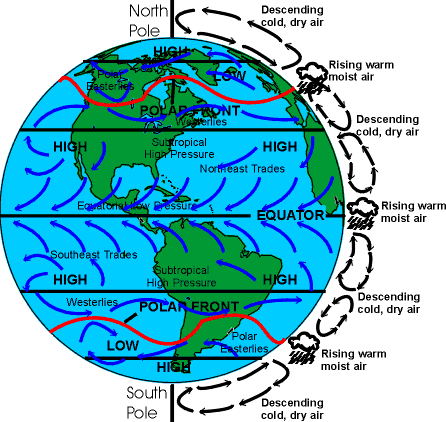 North
Pole
Descending
cold, dry air
HIGH
Polar
Easterlies
LOW
Rising warm
moist air
POLAR FRONT
Westerlies
Descending
cold, dry air
Subtropical
High Pressure
HIGH
HIGH
Northeast Trades
Equatorial Low Pressure
EQUATOR
Rising warm
moist air
Southeast Trades
Subtropical
High Pressure
HIGH
HIGH
Descending
cold, dry air
Westerlies
POLAR FRONT
LOW
Polar
Easterlies
Rising warm
moist air
HIGH
South
Pole
Descending
cold, dry air